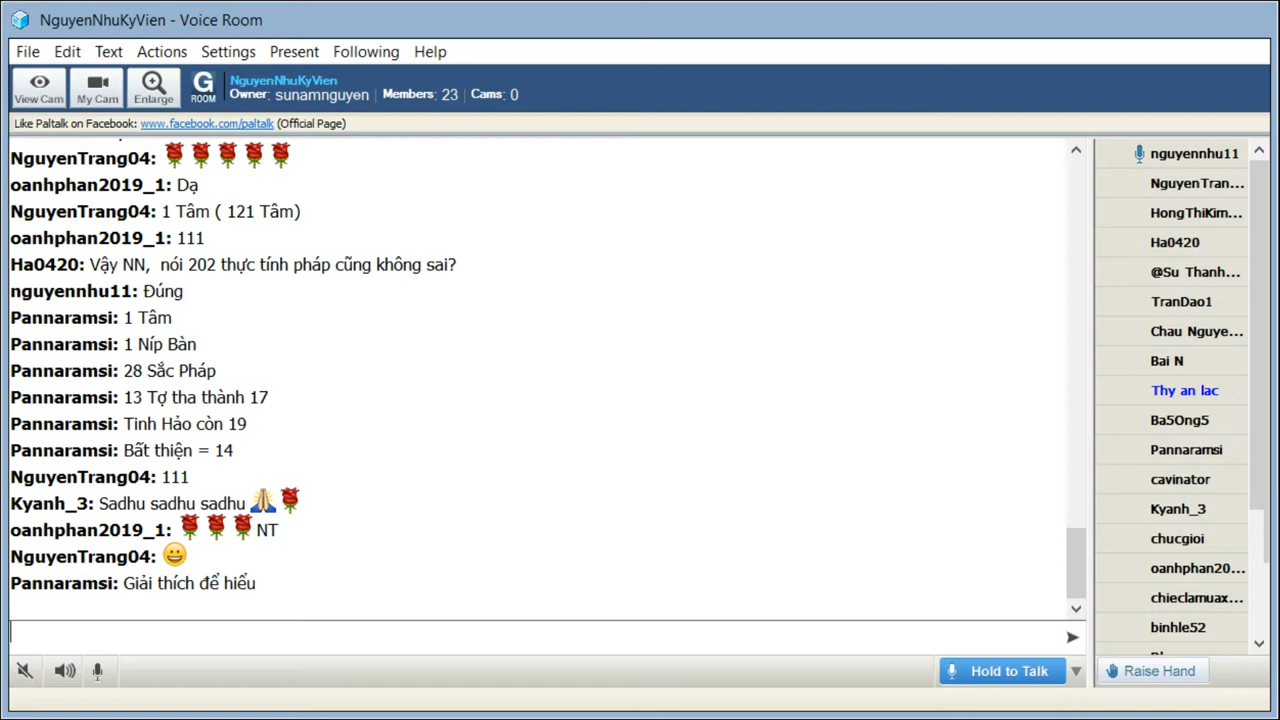 NguyenNhuKyVien - Voice Room
File Edit Text Actions Settings Present Following Help
View Cam
My Cam
Enlarge
G ROOM
NguyenNhuKyVien
Owner: sunamnguyen | Members: 23 | Cams: 0
Like Paltalk on Facebook: www.facebook.com/paltalk (Official Page)
NguyenTrang04:
oanhphan2019_1: Dạ
NguyenTrang04: 1 Tâm ( 121 Tâm)
oanhphan2019_1: 111
Ha0420: Vậy NN, nói 202 thực tính pháp cũng không sai?
nguyennhu11: Đúng
Pannaramsi: 1 Tâm
Pannaramsi: 1 Níp Bàn
Pannaramsi: 28 Sắc Pháp
Pannaramsi: 13 Tợ tha thành 17
Pannaramsi: Tinh Hảo còn 19
Pannaramsi: Bất thiện = 14
NguyenTrang04: 111
Kyanh_3: Sadhu sadhu sadhu
oanhphan2019_1: NT
NguyenTrang04:
Pannaramsi: Giải thích để hiểu
nguyennhu11
NguyenTran...
HongThiKim...
Ha0420
@Su Thanh...
TranDao1
Chau Nguye...
Bai N
Thy an lac
Ba5Ong5
Pannaramsi
cavinator
Kyanh_3
chucgioi
oanhphan20...
chieclamuax...
binhle52
Hold to Talk
Raise Hand